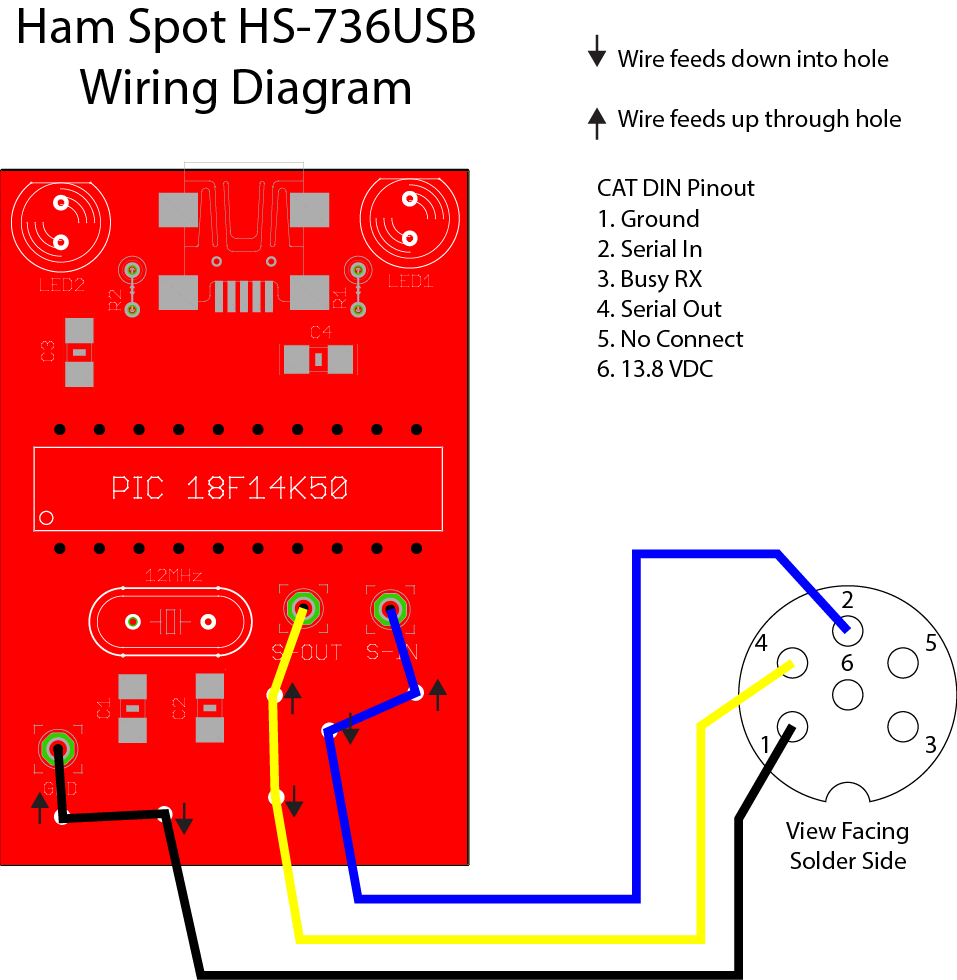 Ham Spot HS-736USB
Wiring Diagram
Wire feeds down into hole
Wire feeds up through hole
CAT DIN Pinout
1. Ground
2. Serial In
3. Busy RX
4. Serial Out
5. No Connect
6. 13.8 VDC
LED2
LED1
R2
R1
C3
C4
PIC 18F14K50
12MHz
S-OUT
S-IN
C1
C2
GND
2
4
5
6
1
3
View Facing
Solder Side